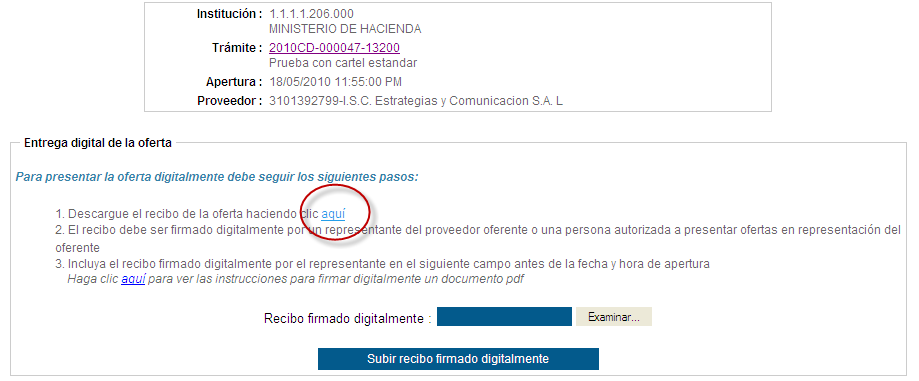 Institución : 1.1.1.1.206.000
MINISTERIO DE HACIENDA
Trámite : 2010CD-000047-13200
Prueba con cartel estandar
Apertura : 18/05/2010 11:55:00 PM
Proveedor : 3101392799-I.S.C. Estrategias y Comunicacion S.A. L
Entrega digital de la oferta
Para presentar la oferta digitalmente debe seguir los siguientes pasos:
1. Descargue el recibo de la oferta haciendo clic aquí
2. El recibo debe ser firmado digitalmente por un representante del proveedor oferente o una persona autorizada a presentar ofertas en representación del
oferente
3. Incluya el recibo firmado digitalmente por el representante en el siguiente campo antes de la fecha y hora de apertura
Haga clic aquí para ver las instrucciones para firmar digitalmente un documento pdf
Recibo firmado digitalmente : Examinar...
Subir recibo firmado digitalmente